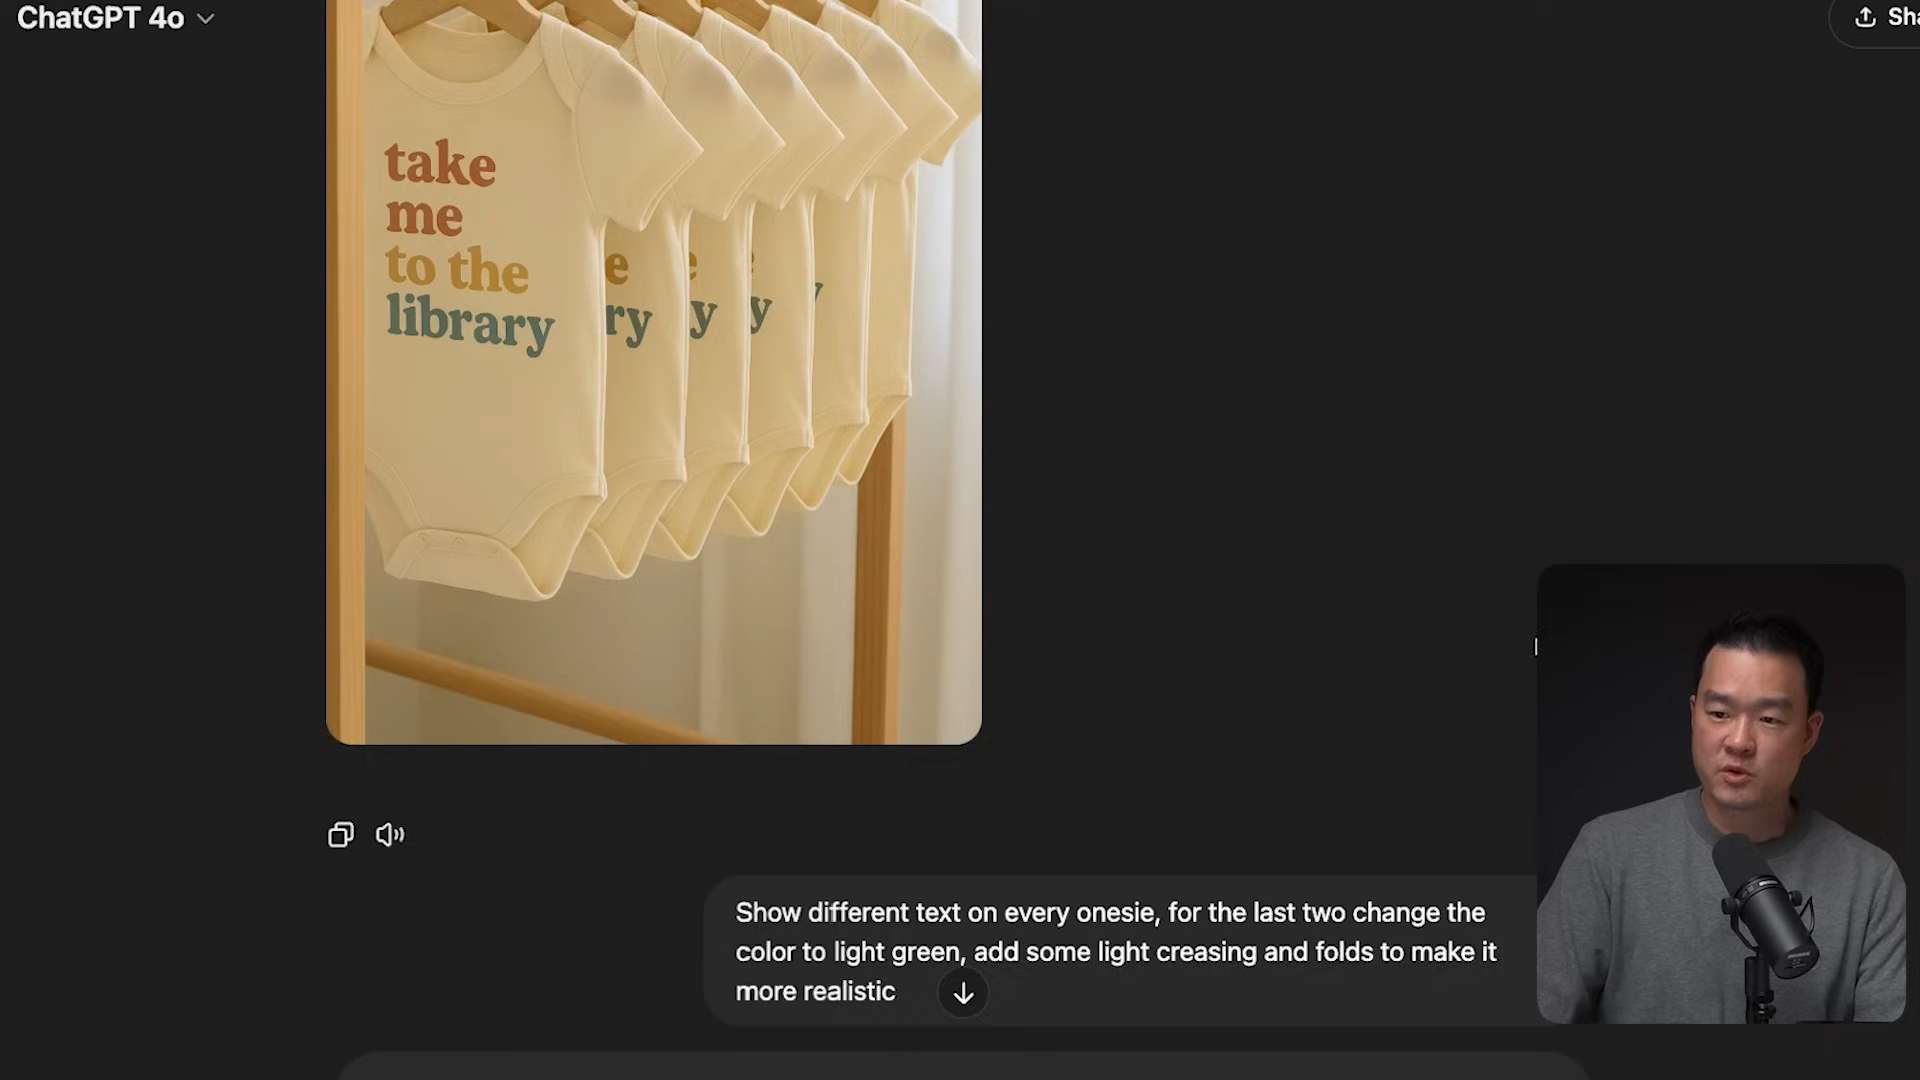 ChatGPT 4o
Sha
take
me
to the
library
e
ry
e
y
e
y
y
Show different text on every onesie, for the last two change the
color to light green, add some light creasing and folds to make it
more realistic